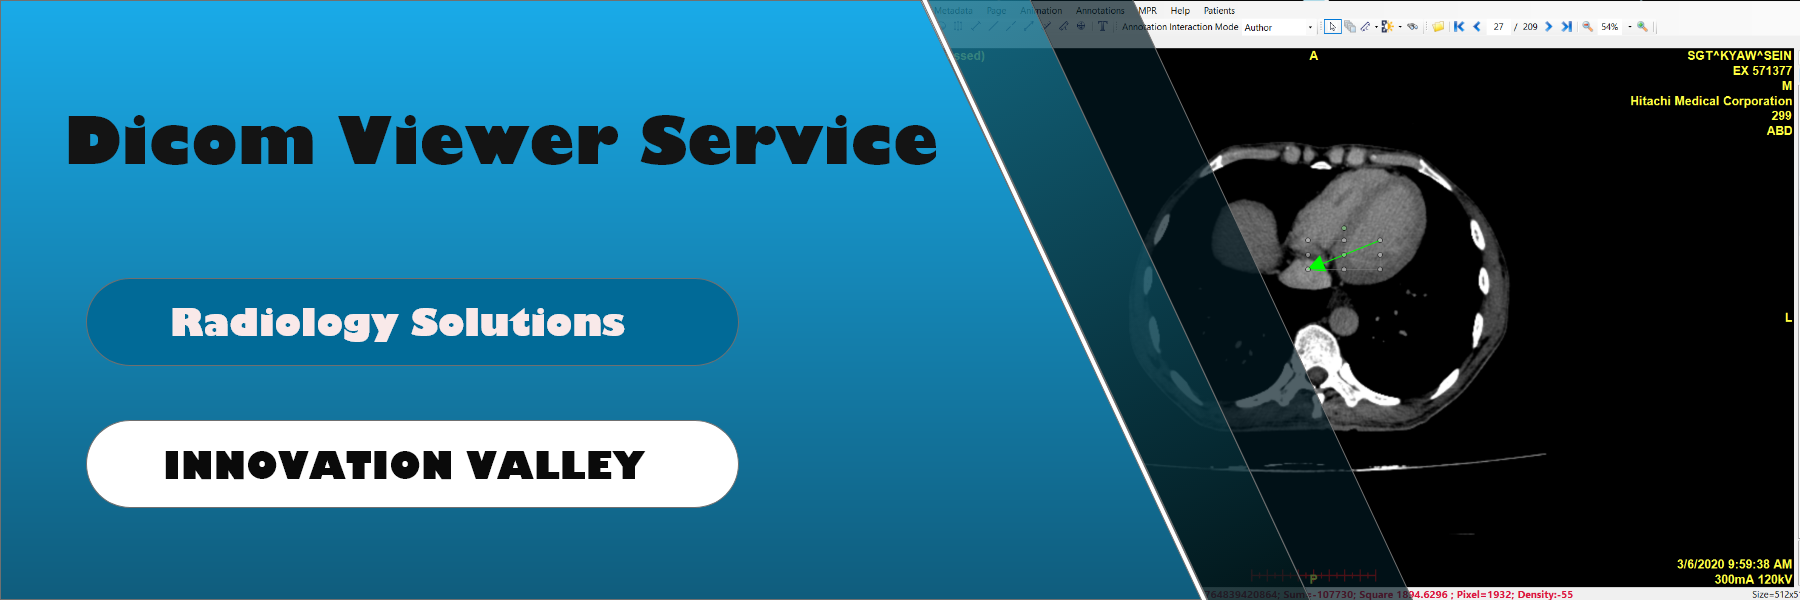 Metadata Page Animation Annotations MPR Help Patients
T Annotation Interaction Mode Author 27 / 209 54%
Dicom Viewer Service
Radiology Solutions
INNOVATION VALLEY
ssed)
A
SGT^KYAW^SEIN
EX 571377
M
Hitachi Medical Corporation
299
ABD
L
P
3/6/2020 9:59:38 AM
300mA 120kV
Sum=-107730; Square 1894.6296 ; Pixel=1932; Density:-55
Size=512x5